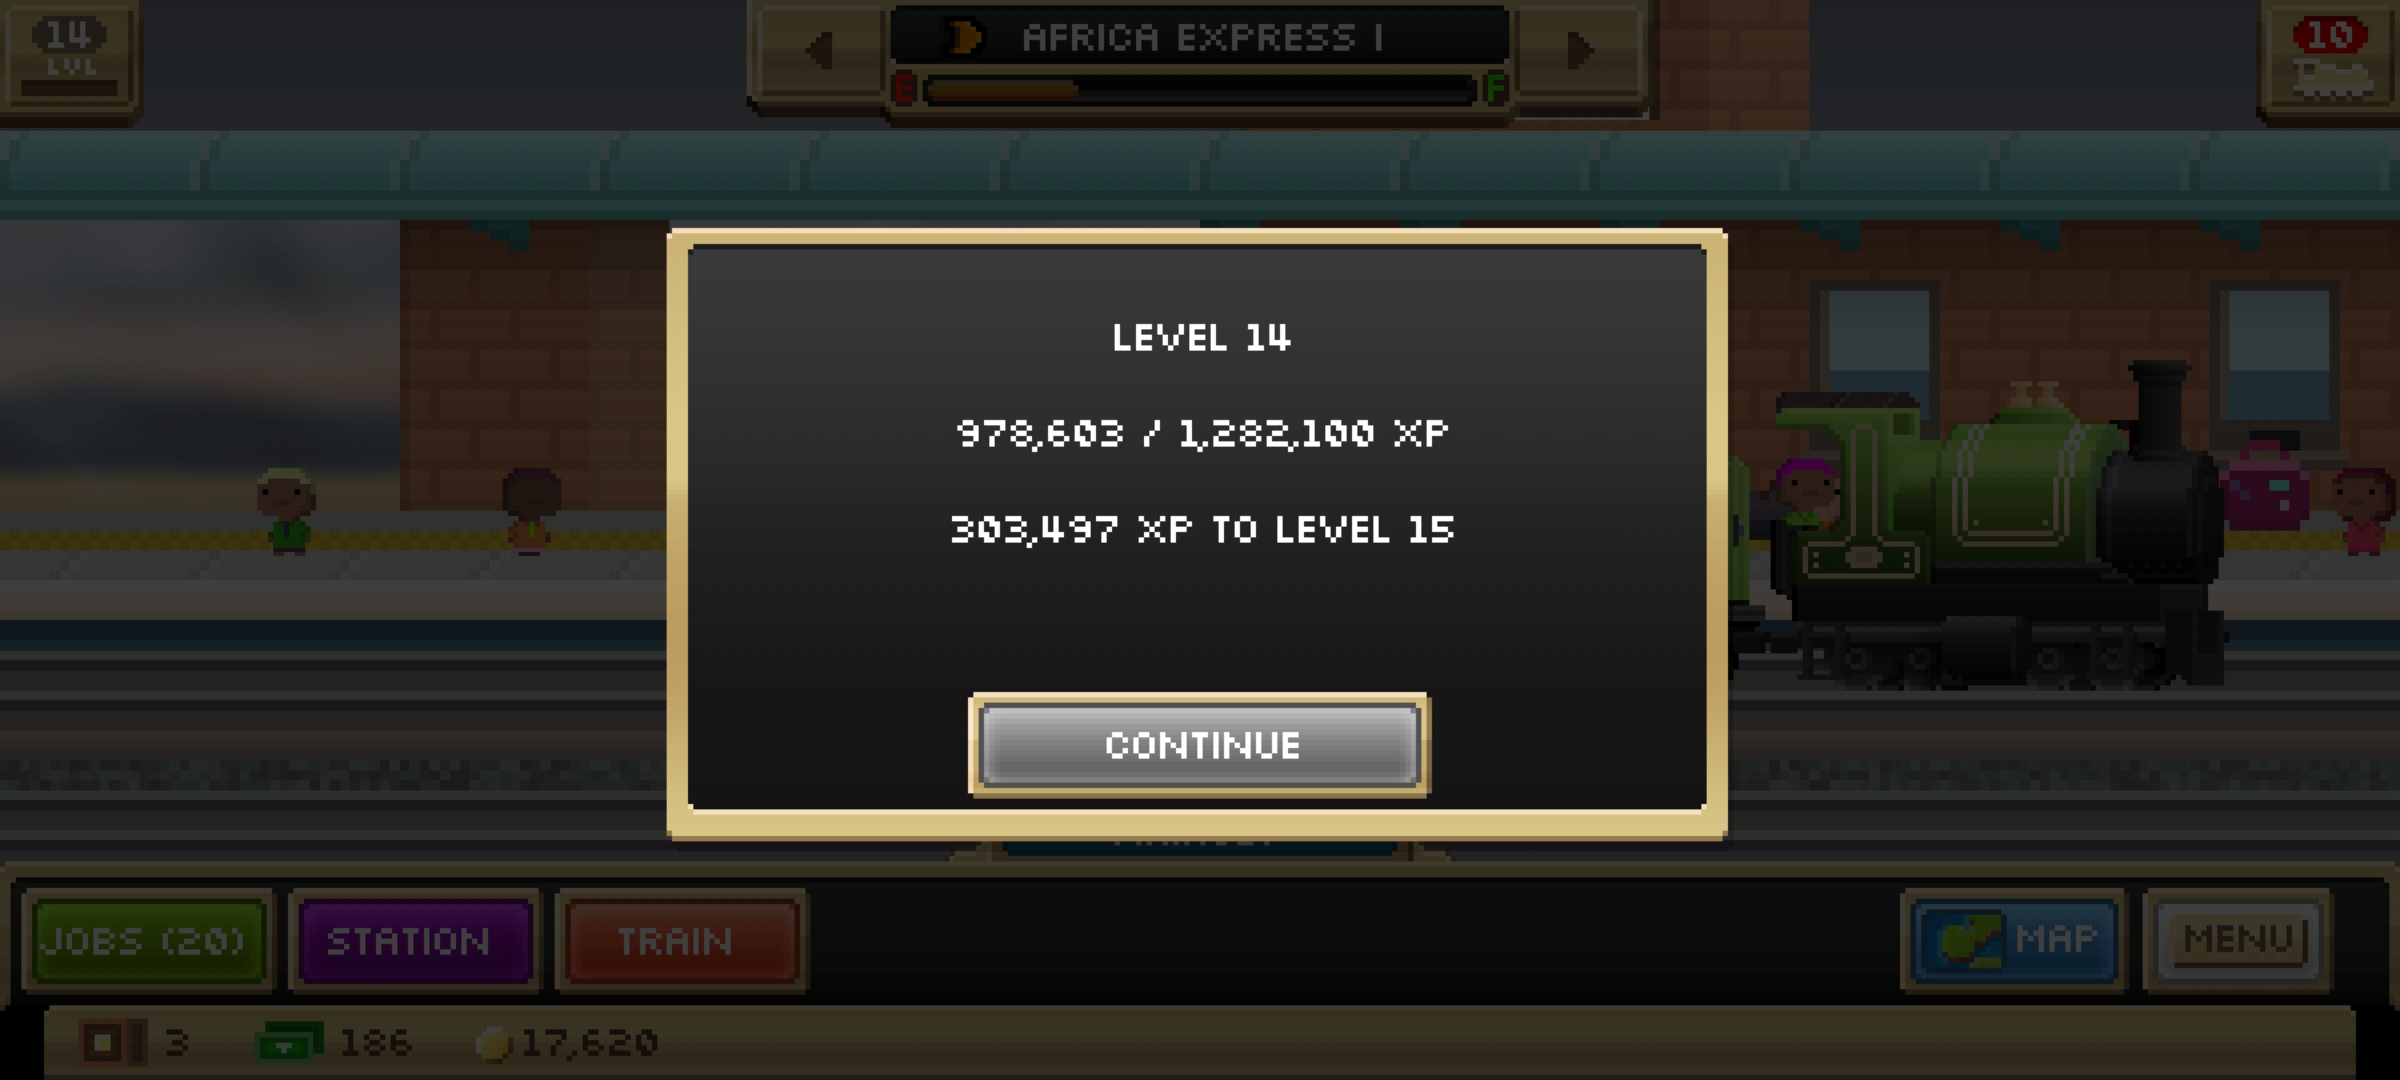 14
LVL
AFRICA EXPRESS I
E
F
10
LEVEL 14
978,603 / 1,282,100 XP
303,497 XP TO LEVEL 15
CONTINUE
JOBS (20)
STATION
TRAIN
MAP
MENU
3
186
17,620